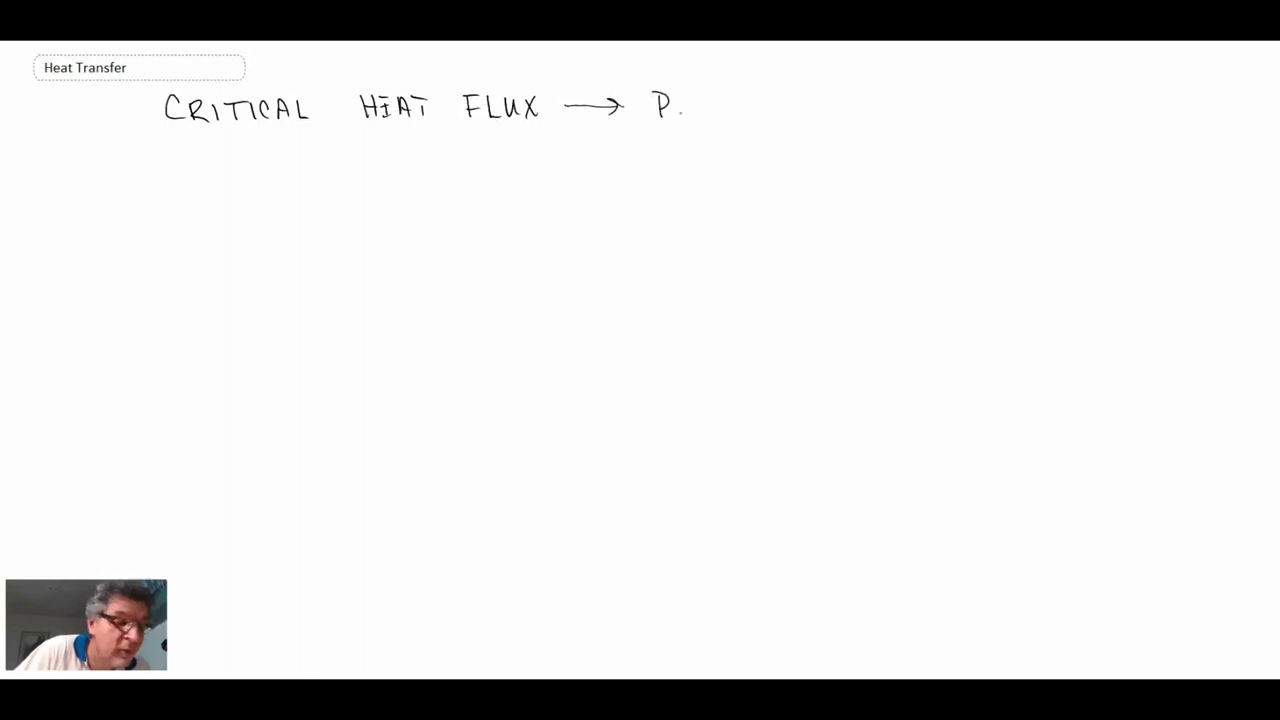 Heat Transfer
CRITICAL HEAT FLUX → P.